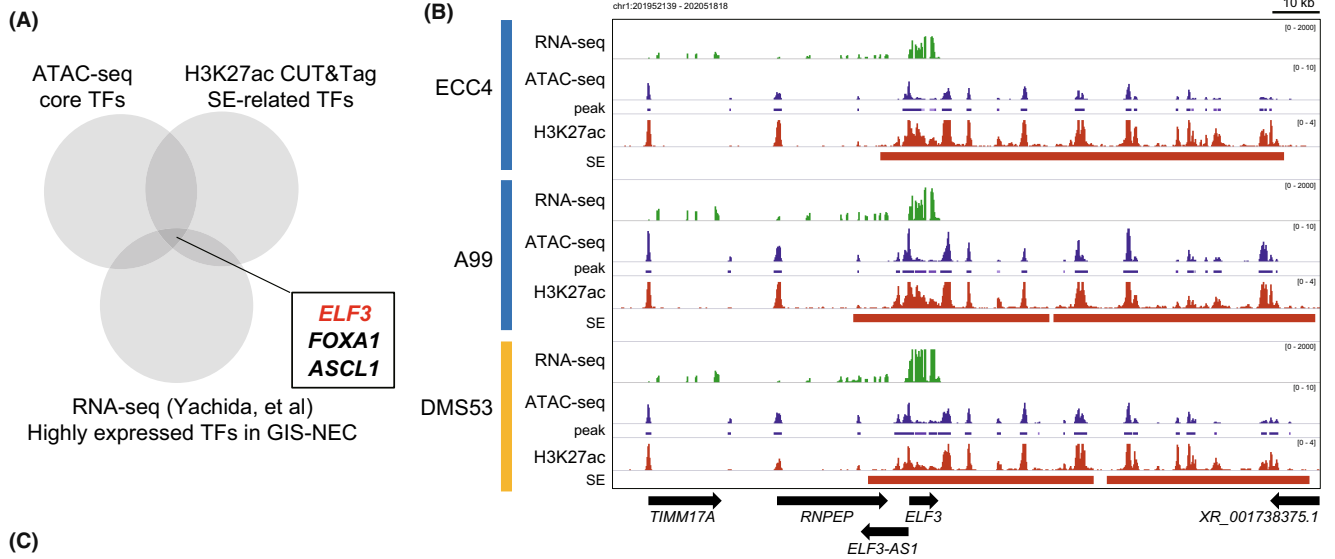 (A)
ATAC-seq
core TFs
H3K27ac CUT&Tag
SE-related TFs
ELF3
FOXA1
ASCL1
RNA-seq (Yachida, et al)
Highly expressed TFs in GIS-NEC
(B)
chr1:201952139 - 202051818
10 kb
ECC4
RNA-seq
[0 - 2000]
ATAC-seq
[0 - 10]
peak
H3K27ac
[0 - 4]
SE
A99
RNA-seq
[0 - 2000]
ATAC-seq
[0 - 10]
peak
H3K27ac
[0 - 4]
SE
DMS53
RNA-seq
[0 - 2000]
ATAC-seq
[0 - 10]
peak
H3K27ac
[0 - 4]
SE
TIMM17A
RNPEP
ELF3
XR_001738375.1
ELF3-AS1
(C)